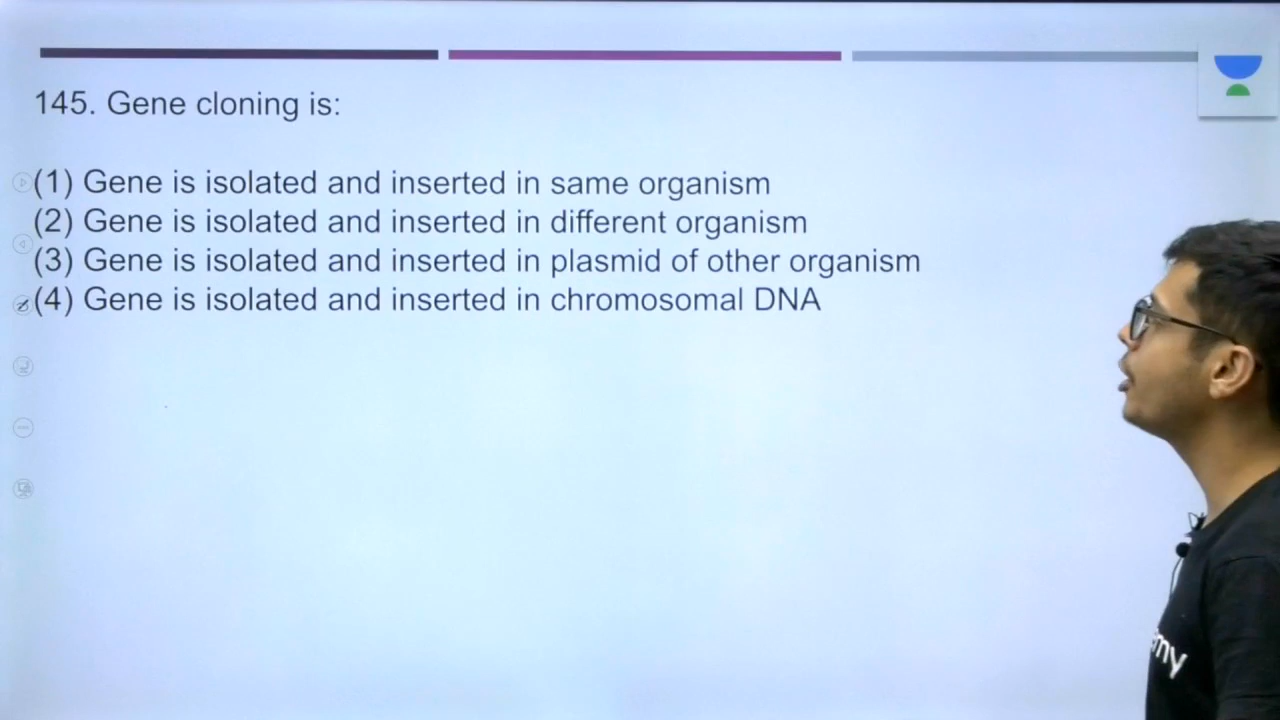 145. Gene cloning is:
(1) Gene is isolated and inserted in same organism
(2) Gene is isolated and inserted in different organism
(3) Gene is isolated and inserted in plasmid of other organism
(4) Gene is isolated and inserted in chromosomal DNA